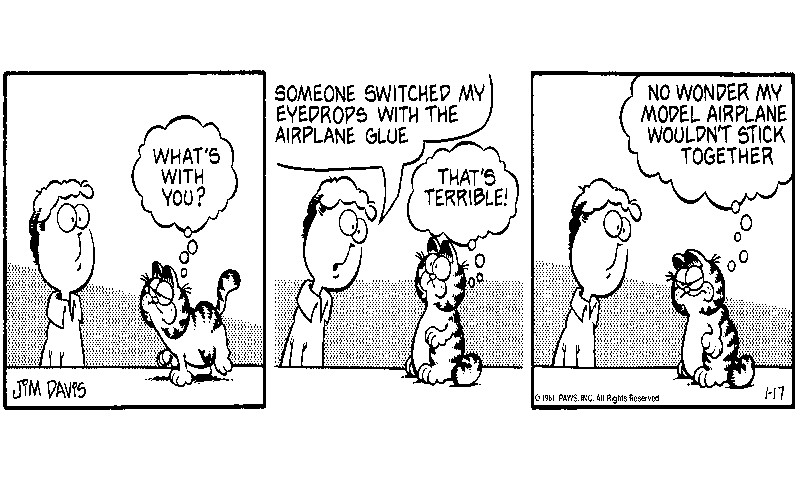 WHAT'S
WITH
YOU?
JIM DAVIS
SOMEONE SWITCHED MY
EYEDROPS WITH THE
AIRPLANE GLUE
THAT'S
TERRIBLE!
NO WONDER MY
MODEL AIRPLANE
WOULDN'T STICK
TOGETHER
© 1981 PAWS, INC. All Rights Reserved
1-17